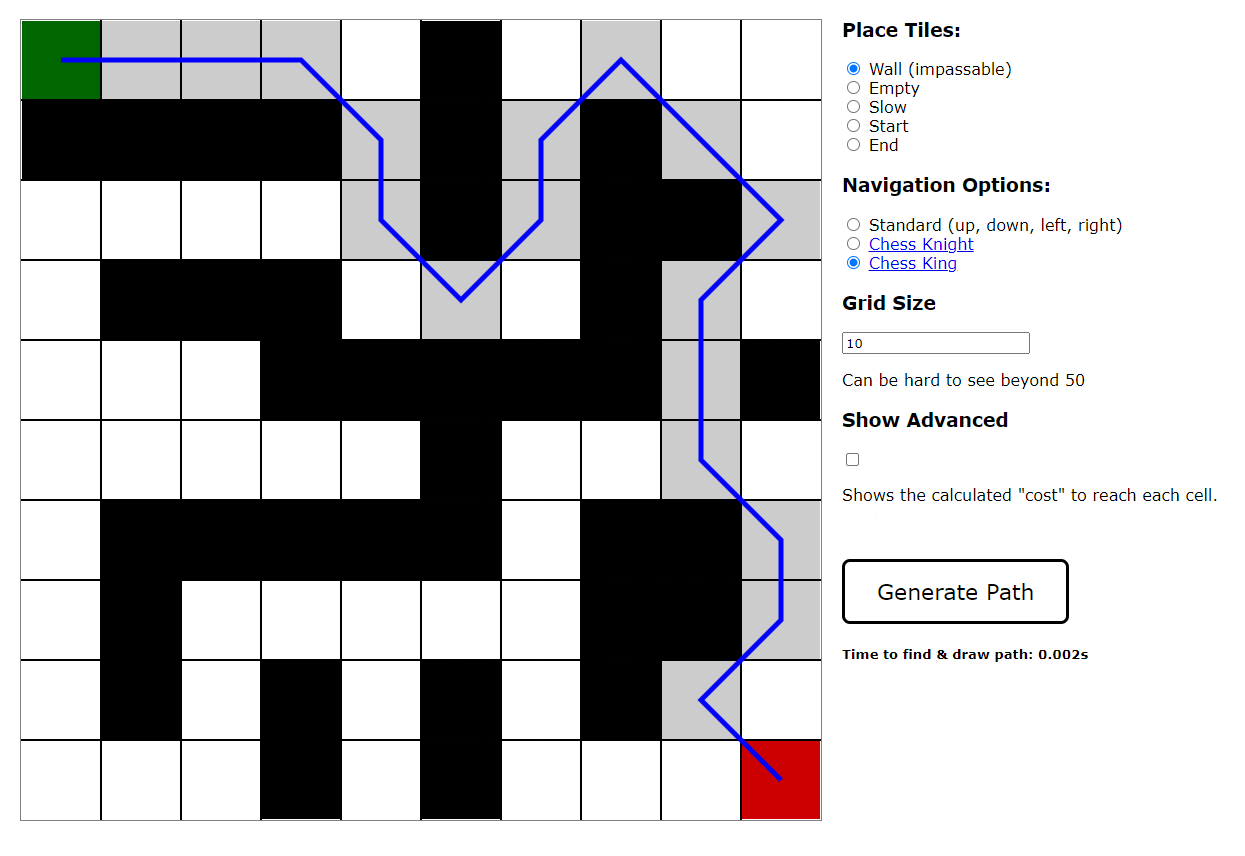 Place Tiles:
Wall (impassable)
Empty
Slow
Start
End
Navigation Options:
Standard (up, down, left, right)
Chess Knight
Chess King
Grid Size
10
Can be hard to see beyond 50
Show Advanced
Shows the calculated "cost" to reach each cell.
Generate Path
Time to find & draw path: 0.002s